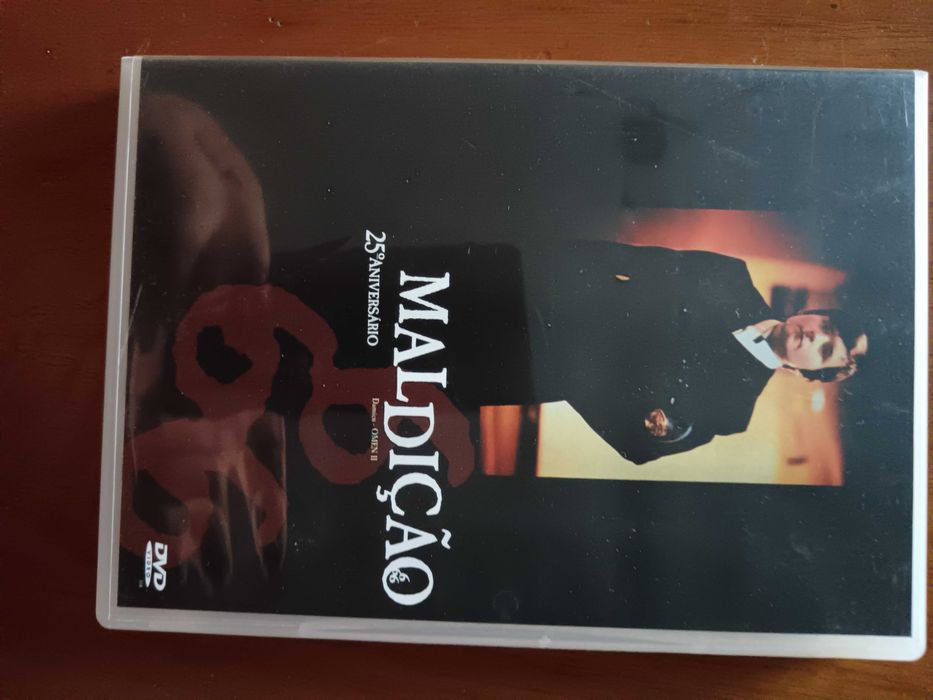 MALDIÇÃO
666
25º ANIVERSÁRIO
Damien - OMEN II
DVD
VIDEO